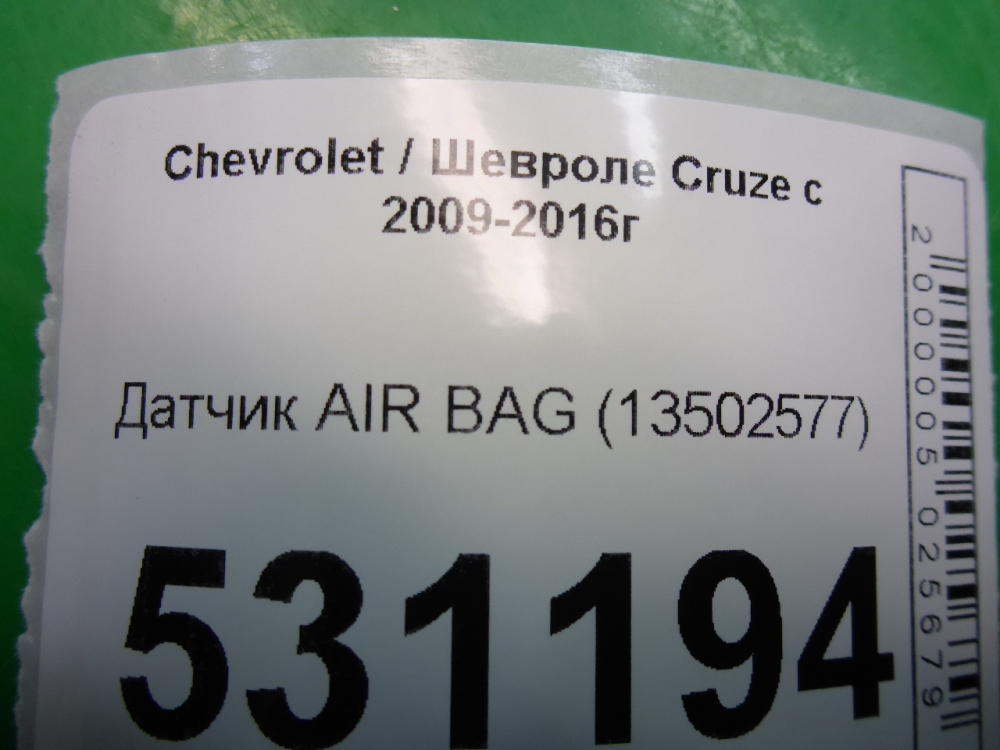 Chevrolet / Шевроле Cruze с
2009-2016г
Датчик AIR BAG (13502577)
531194
2000005025679